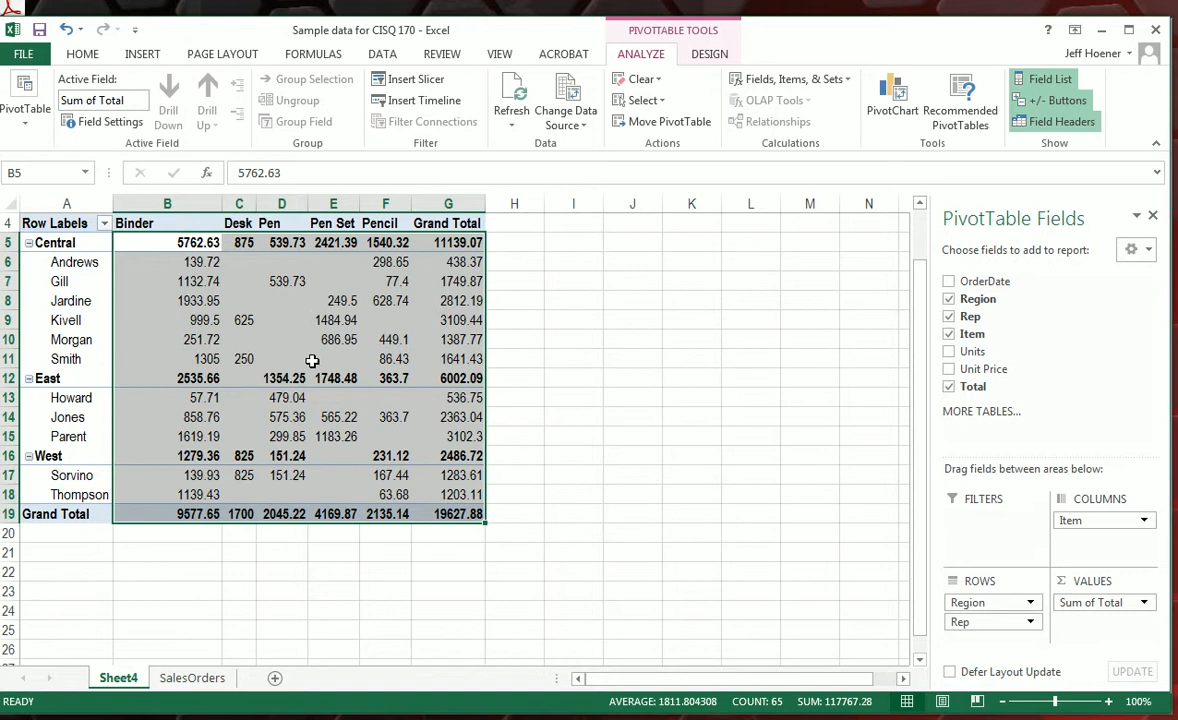 Sample data for CISQ 170 - Excel
PIVOTTABLE TOOLS
?
FILE HOME INSERT PAGE LAYOUT FORMULAS DATA REVIEW VIEW ACROBAT ANALYZE DESIGN Jeff Hoener
PivotTable
Active Field:
Sum of Total
Field Settings
Drill Down
Drill Up
Active Field
Group Selection
Ungroup
Group Field
Group
Insert Slicer
Insert Timeline
Filter Connections
Filter
Refresh
Change Data Source
Data
Clear
Select
Move PivotTable
Actions
Fields, Items, & Sets
OLAP Tools
Relationships
Calculations
PivotChart
Recommended PivotTables
Tools
Field List
+/- Buttons
Field Headers
Show
B5 fx 5762.63
A B C D E F G H I J K L M N
4 Row Labels Binder Desk Pen Pen Set Pencil Grand Total
5 Central 5762.63 875 539.73 2421.39 1540.32 11139.07
6 Andrews 139.72 298.65 438.37
7 Gill 1132.74 539.73 77.4 1749.87
8 Jardine 1933.95 249.5 628.74 2812.19
9 Kivell 999.5 625 1484.94 3109.44
10 Morgan 251.72 686.95 449.1 1387.77
11 Smith 1305 250 86.43 1641.43
12 East 2535.66 1354.25 1748.48 363.7 6002.09
13 Howard 57.71 479.04 536.75
14 Jones 858.76 575.36 565.22 363.7 2363.04
15 Parent 1619.19 299.85 1183.26 3102.3
16 West 1279.36 825 151.24 231.12 2486.72
17 Sorvino 139.93 825 151.24 167.44 1283.61
18 Thompson 1139.43 63.68 1203.11
19 Grand Total 9577.65 1700 2045.22 4169.87 2135.14 19627.88
20
21
22
23
24
25
26
PivotTable Fields
Choose fields to add to report:
OrderDate
Region
Rep
Item
Units
Unit Price
Total
MORE TABLES...
Drag fields between areas below:
FILTERS
COLUMNS
Item
ROWS
Region
Rep
Σ VALUES
Sum of Total
Defer Layout Update UPDATE
Sheet4 SalesOrders
READY AVERAGE: 1811.804308 COUNT: 65 SUM: 117767.28 100%